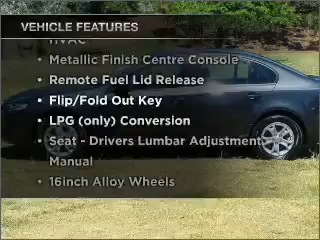 VEHICLE FEATURES
HVAC
• Metallic Finish Centre Console
• Remote Fuel Lid Release
• Flip/Fold Out Key
• LPG (only) Conversion
• Seat - Drivers Lumbar Adjustment
Manual
• 16inch Alloy Wheels